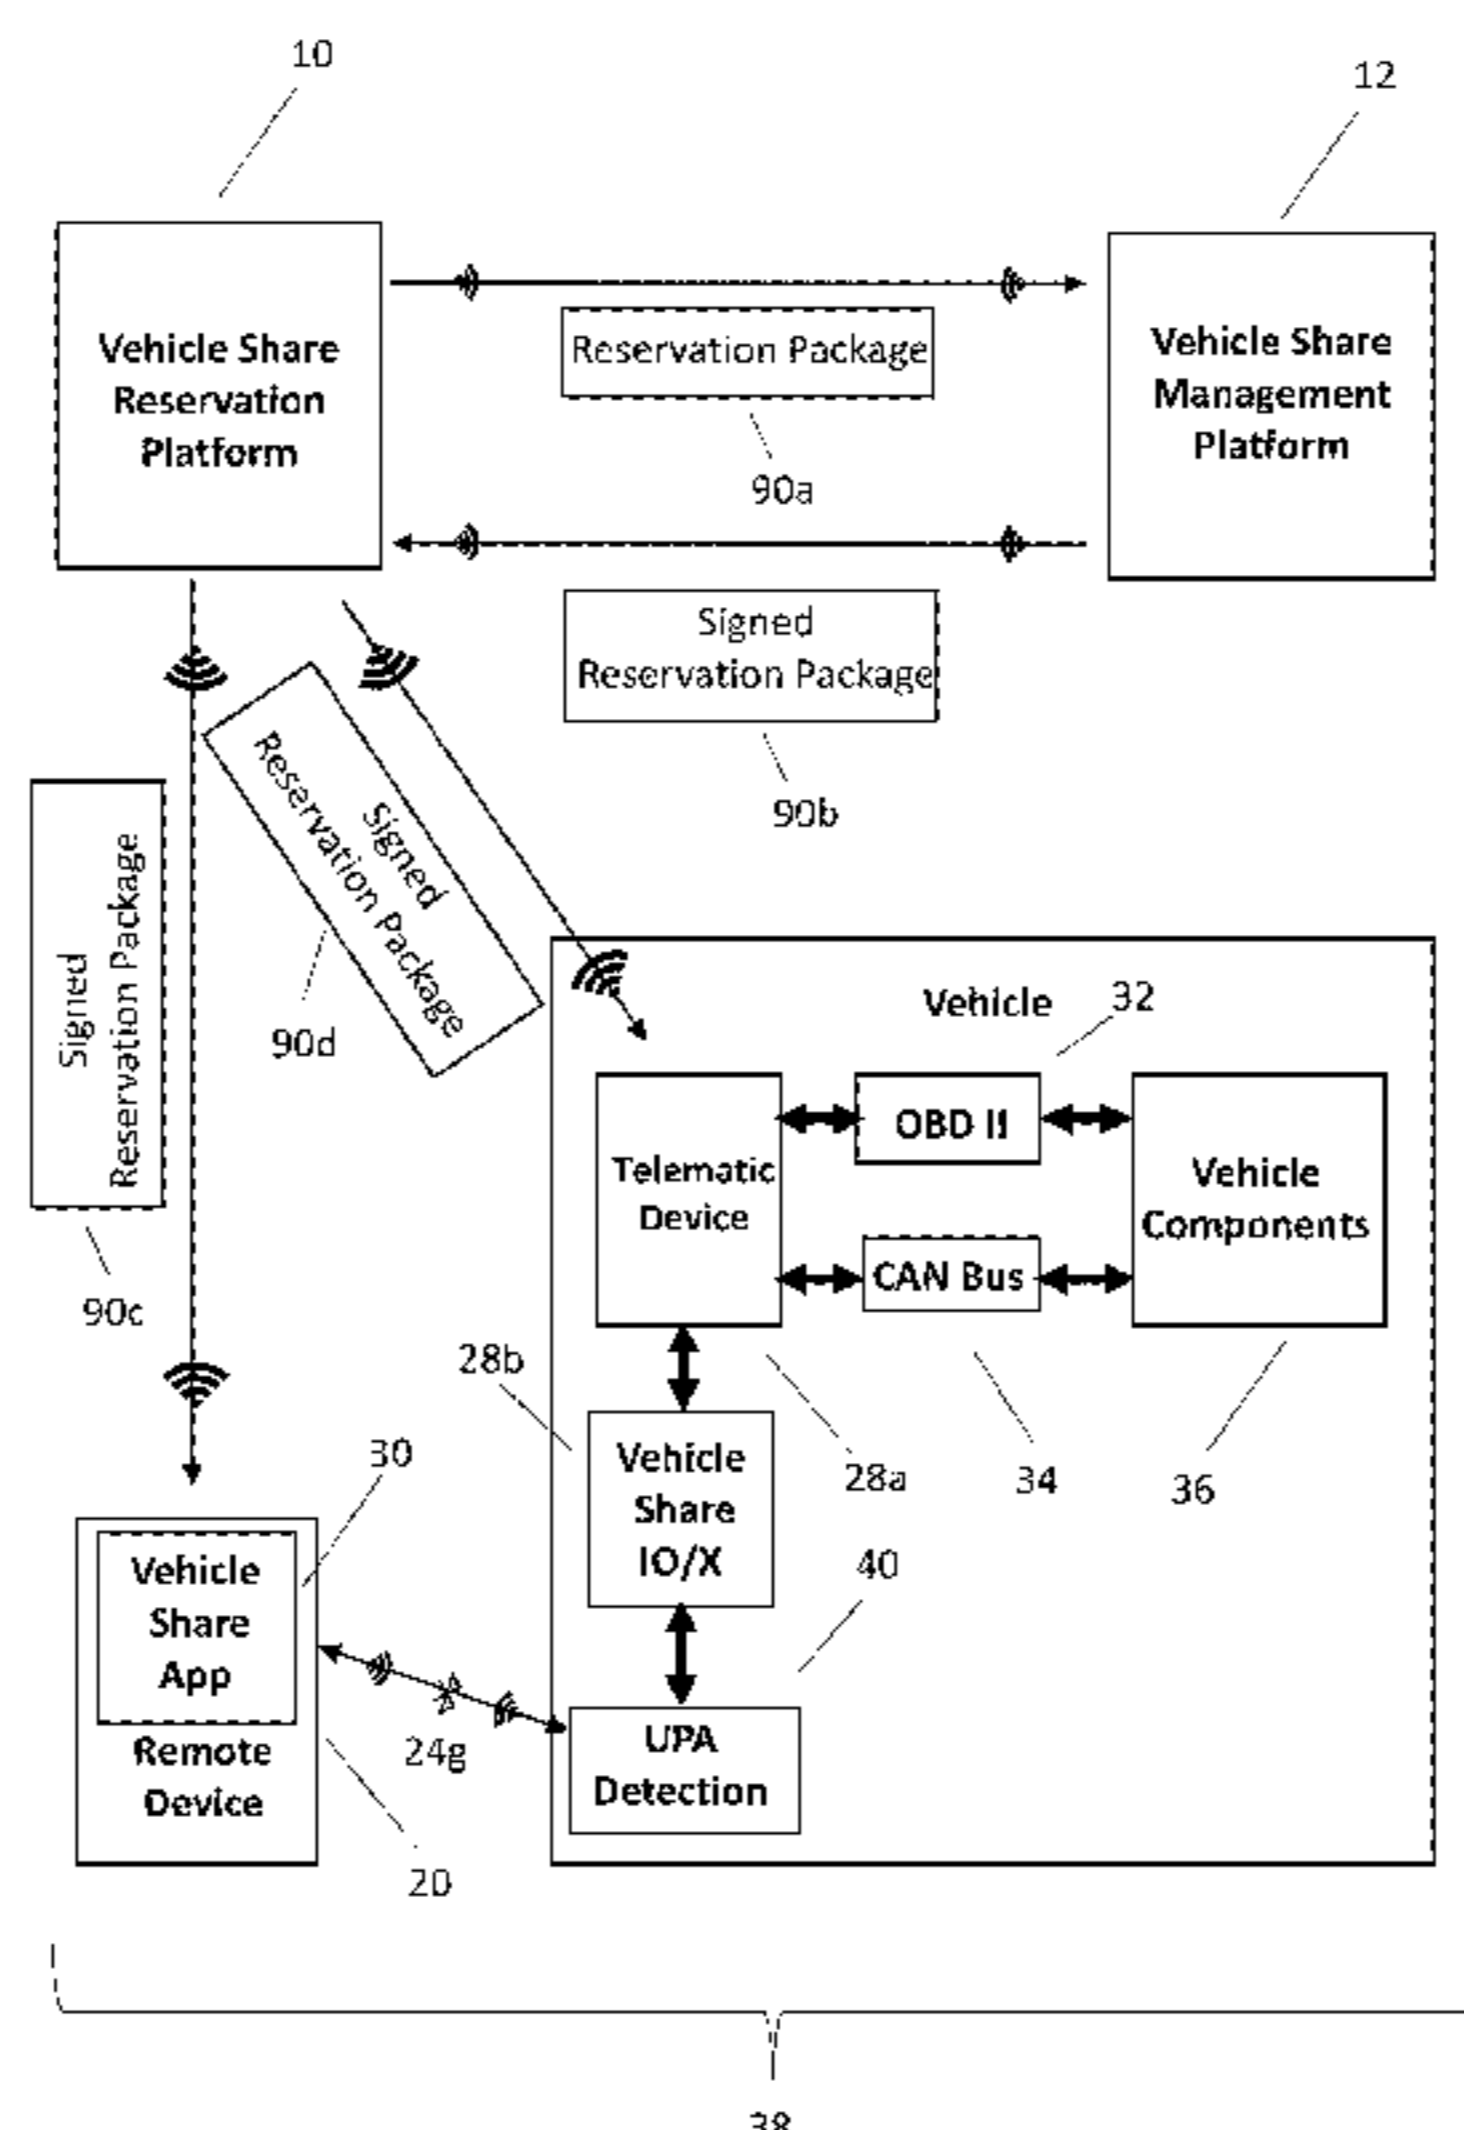 10
12
Vehicle Share
Reservation
Platform
Vehicle Share
Management
Platform
Reservation Package
90a
Signed
Reservation Package
90b
Signed
Reservation Package
90d
Signed
Reservation Package
90c
Vehicle
32
OBD II
Telematic
Device
Vehicle
Components
CAN Bus
28b
28a
34
36
Vehicle
Share
IO/X
40
30
Vehicle
Share
App
Remote
Device
24g
UPA
Detection
20
38